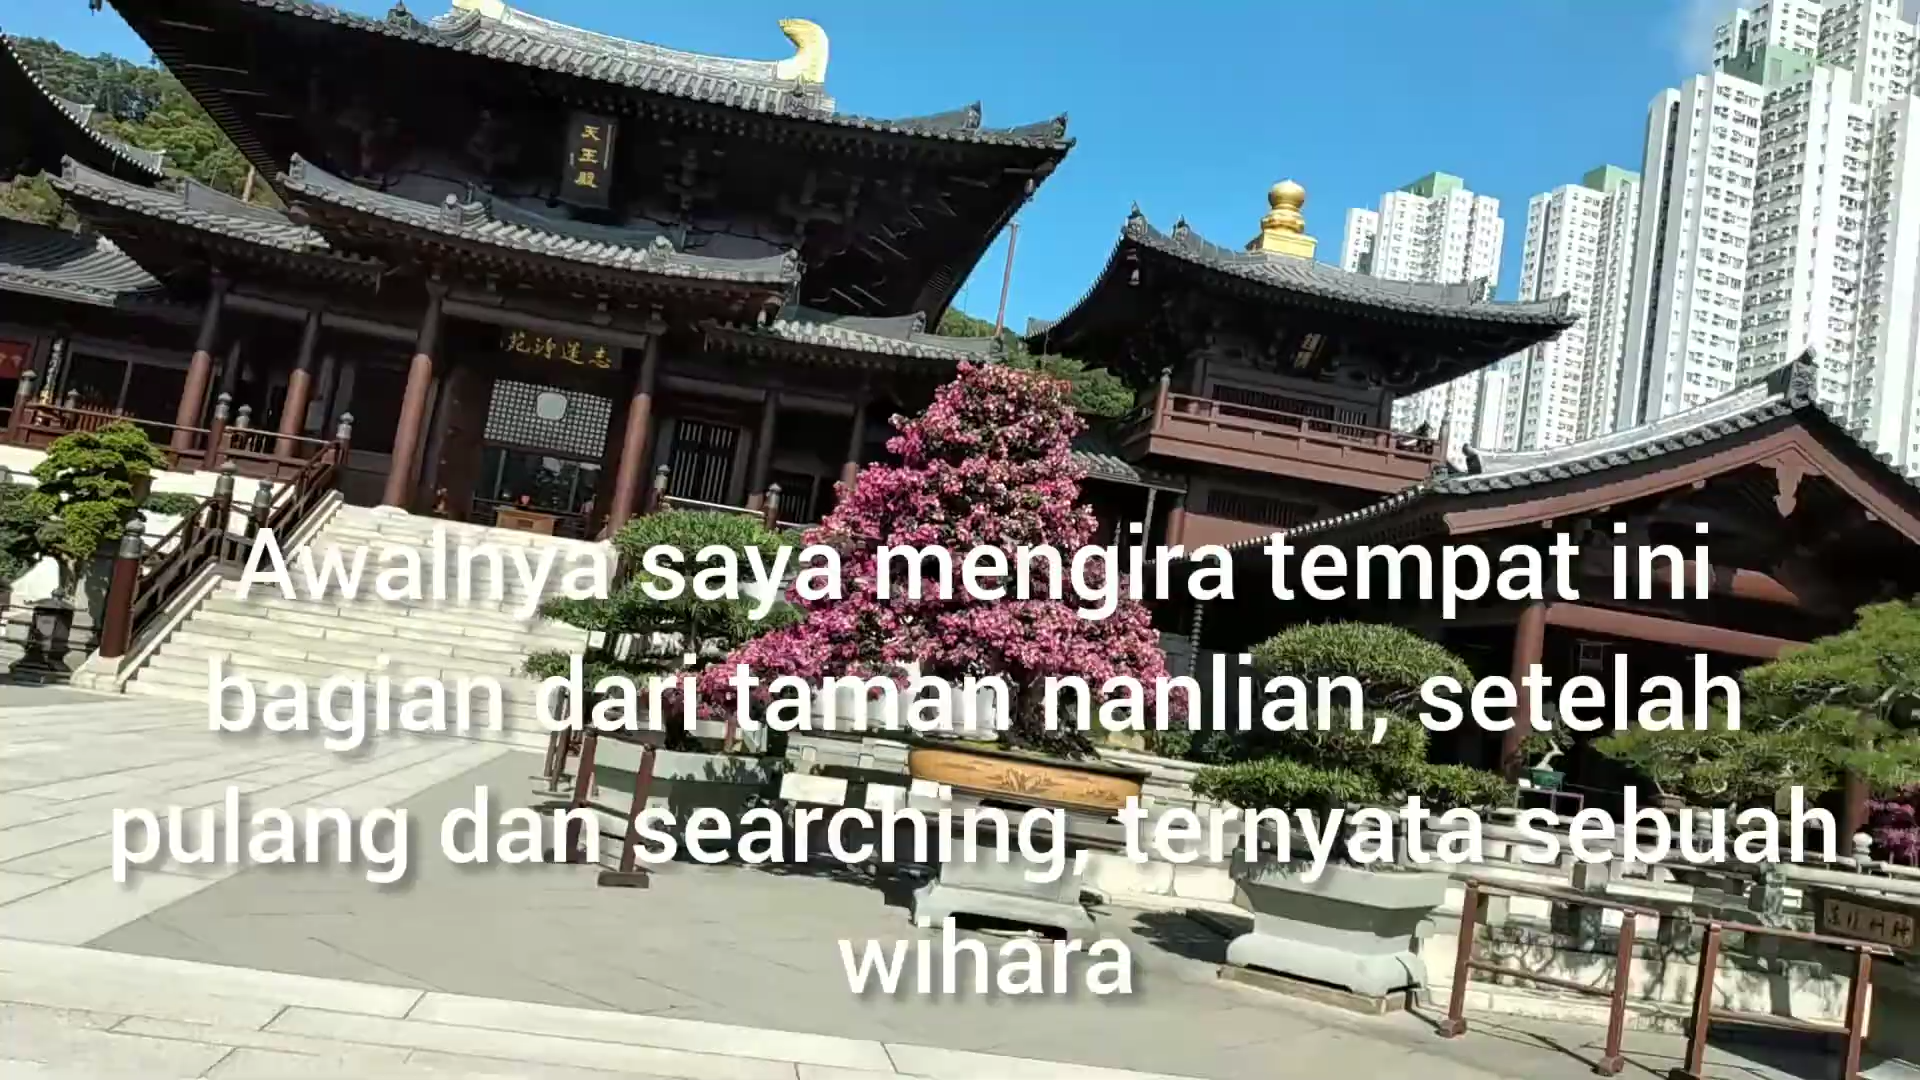 天王殿
志蓮淨苑
Awalnya saya mengira tempat ini
bagian dari taman nanlian, setelah
pulang dan searching, ternyata sebuah
wihara